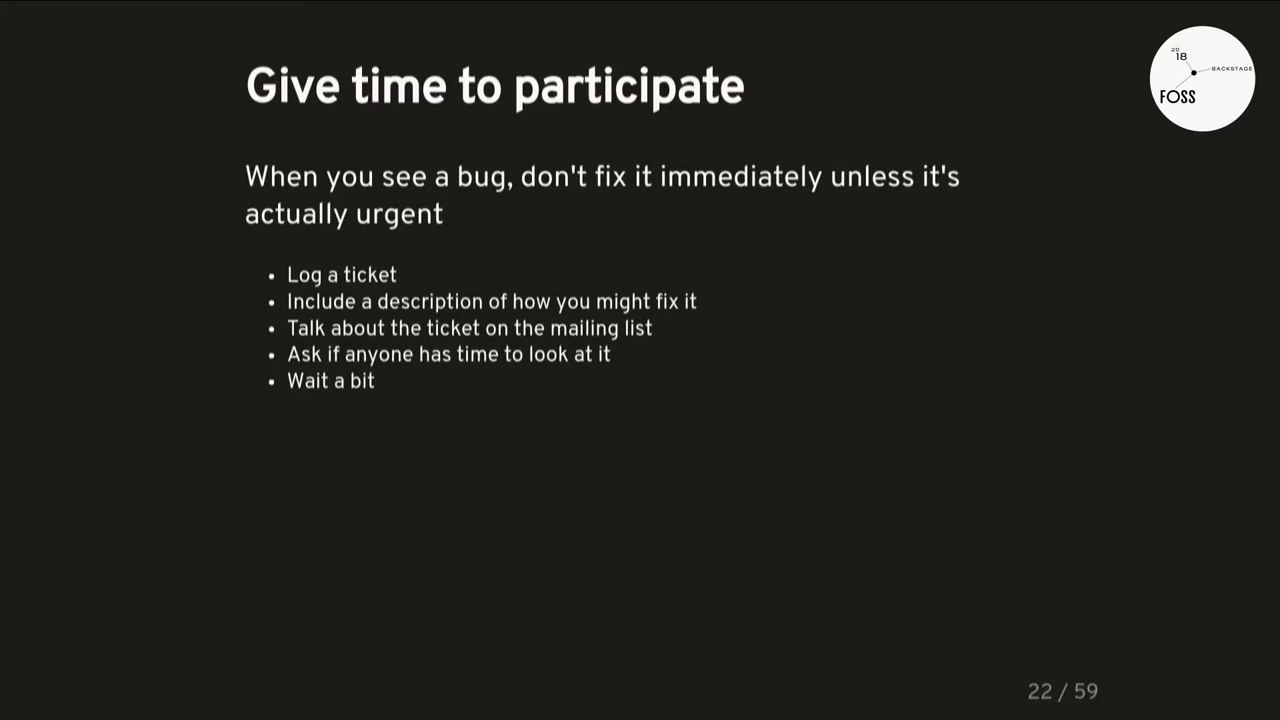 Give time to participate
20
18
BACKSTAGE
FOSS
When you see a bug, don't fix it immediately unless it's
actually urgent
• Log a ticket
• Include a description of how you might fix it
• Talk about the ticket on the mailing list
• Ask if anyone has time to look at it
• Wait a bit
22 / 59